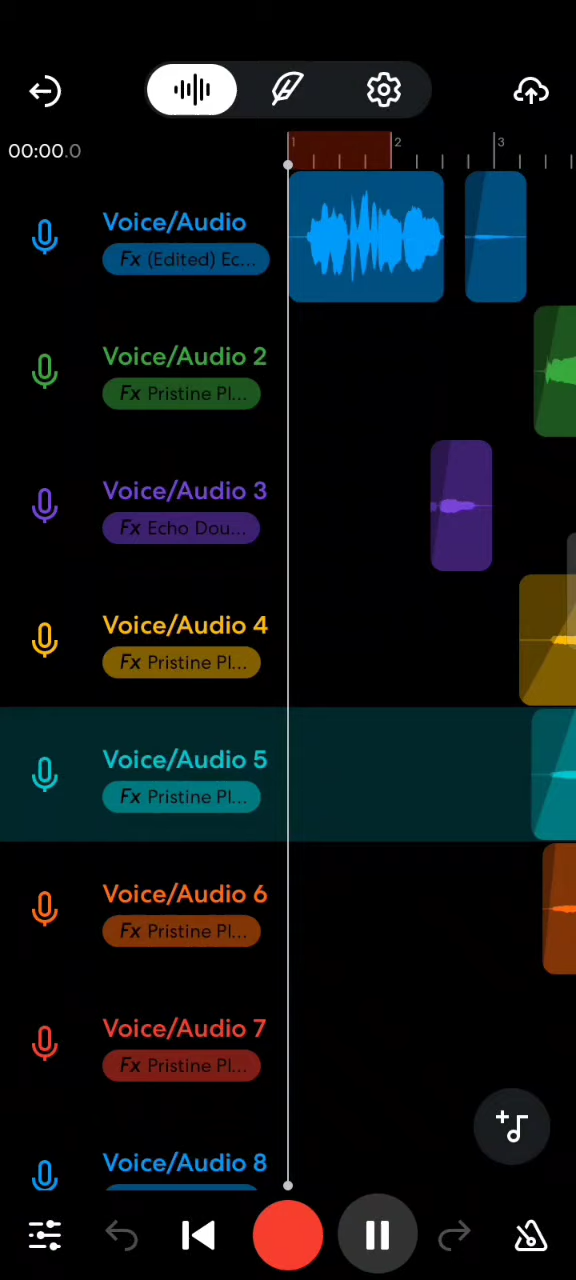 1 2 3
00:00.0
Voice/Audio
Fx (Edited) Ec...
Voice/Audio 2
Fx Pristine Pl...
Voice/Audio 3
Fx Echo Dou...
Voice/Audio 4
Fx Pristine Pl...
Voice/Audio 5
Fx Pristine Pl...
Voice/Audio 6
Fx Pristine Pl...
Voice/Audio 7
Fx Pristine Pl...
Voice/Audio 8